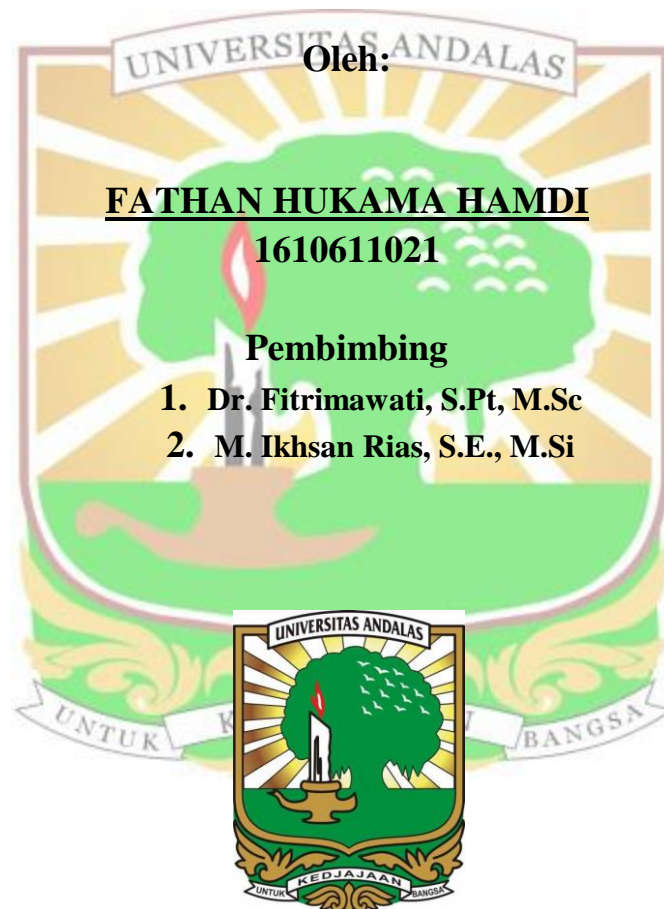 UNIVERSITAS ANDALAS
Oleh:
FATHAN HUKAMA HAMDI
1610611021
Pembimbing
1. Dr. Fitrimawati, S.Pt, M.Sc
2. M. Ikhsan Rias, S.E., M.Si
UNIVERSITAS ANDALAS
UNTUK K J BANGSA
KEDJAJAAN
UNTUK BANGSA